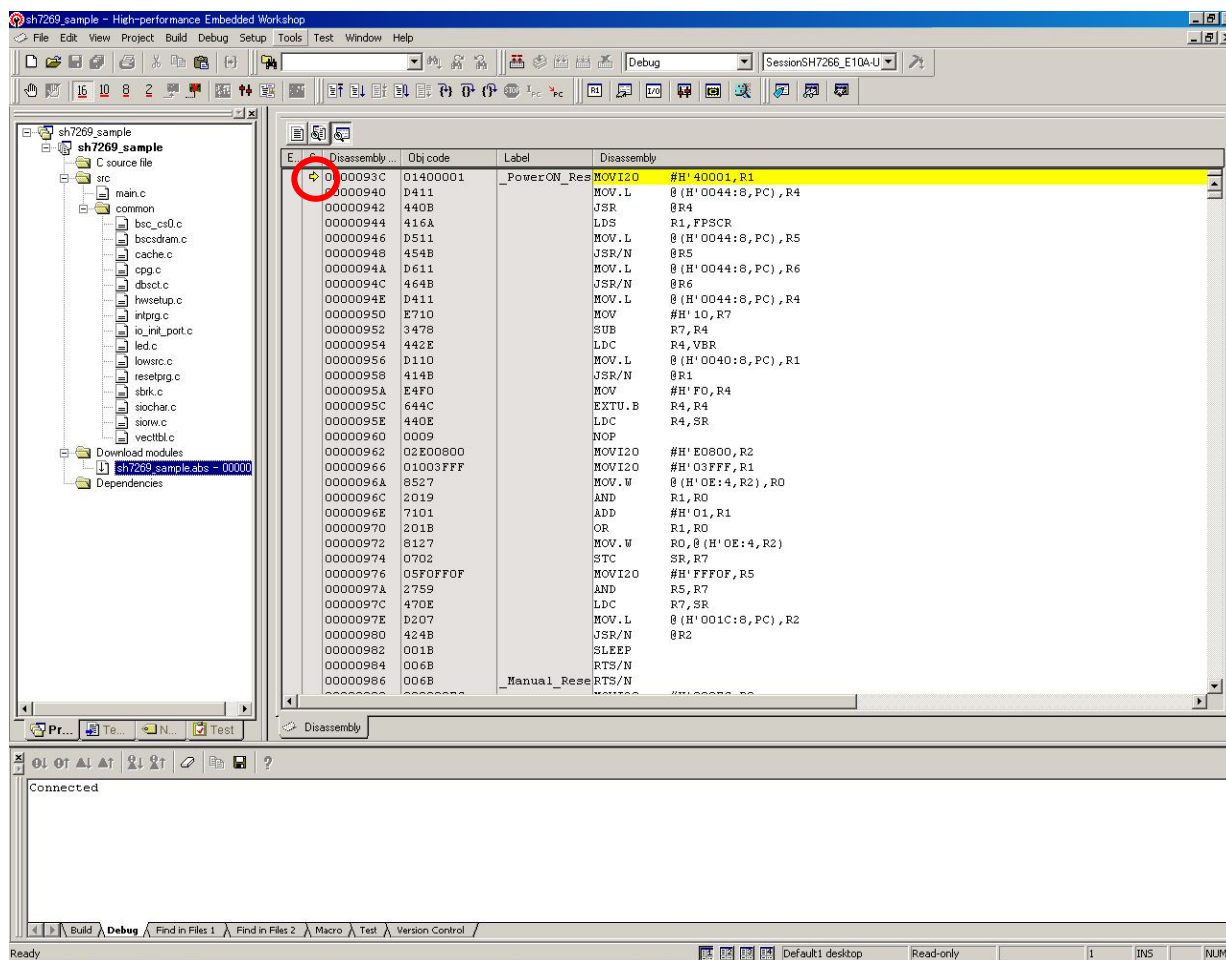 sh7269_sample - High-performance Embedded Workshop
File Edit View Project Build Debug Setup Tools Test Window Help
Debug SessionSH7266_E10A-U
16 10 8 2
sh7269_sample
sh7269_sample
C source file
src
main.c
common
bsc_cs0.c
bscsdram.c
cache.c
cpg.c
dbsct.c
hwsetup.c
intprg.c
io_init_port.c
led.c
lowsrc.c
resetprg.c
sbrk.c
siochar.c
siorw.c
vecttbl.c
Download modules
sh7269_sample.abs - 00000
Dependencies
Pr... Te... N... Test
E... Disassembly ... Obj code Label Disassembly
0000093C 01400001 _PowerON_Res MOVI20 #H'40001,R1
00000940 D411 MOV.L @(H'0044:8,PC),R4
00000942 440B JSR @R4
00000944 416A LDS R1,FPSCR
00000946 D511 MOV.L @(H'0044:8,PC),R5
00000948 454B JSR/N @R5
0000094A D611 MOV.L @(H'0044:8,PC),R6
0000094C 464B JSR/N @R6
0000094E D411 MOV.L @(H'0044:8,PC),R4
00000950 E710 MOV #H'10,R7
00000952 3478 SUB R7,R4
00000954 442E LDC R4,VBR
00000956 D110 MOV.L @(H'0040:8,PC),R1
00000958 414B JSR/N @R1
0000095A E4F0 MOV #H'F0,R4
0000095C 644C EXTU.B R4,R4
0000095E 440E LDC R4,SR
00000960 0009 NOP
00000962 02E00800 MOVI20 #H'E0800,R2
00000966 01003FFF MOVI20 #H'03FFF,R1
0000096A 8527 MOV.W @(H'0E:4,R2),R0
0000096C 2019 AND R1,R0
0000096E 7101 ADD #H'01,R1
00000970 201B OR R1,R0
00000972 8127 MOV.W R0,@(H'0E:4,R2)
00000974 0702 STC SR,R7
00000976 05F0FF0F MOVI20 #H'FFF0F,R5
0000097A 2759 AND R5,R7
0000097C 470E LDC R7,SR
0000097E D207 MOV.L @(H'001C:8,PC),R2
00000980 424B JSR/N @R2
00000982 001B SLEEP
00000984 006B RTS/N
00000986 006B _Manual_Rese RTS/N
Disassembly
Connected
Build Debug Find in Files 1 Find in Files 2 Macro Test Version Control
Ready Default1 desktop Read-only 1 INS NUM